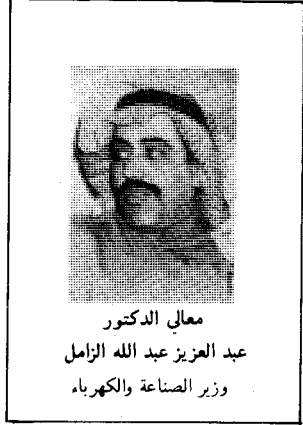 معالي الدكتور
عبد العزيز عبد الله الزامل
وزير الصناعة والكهرباء